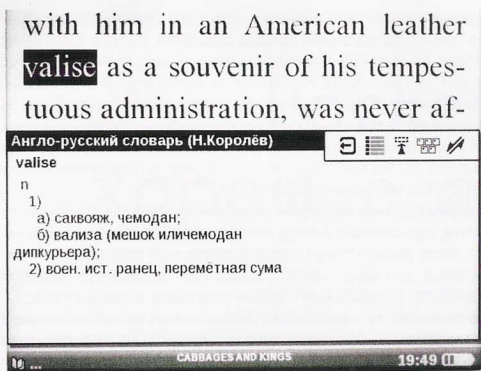 with him in an American leather
valise as a souvenir of his tempes-
tuous administration, was never af-
Англо-русский словарь (Н.Королёв)
valise
n
1)
а) саквояж, чемодан;
б) вализа (мешок иличемодан
дипкурьера);
2) воен. ист. ранец, перемётная сума
...
CABBAGES AND KINGS
19:49